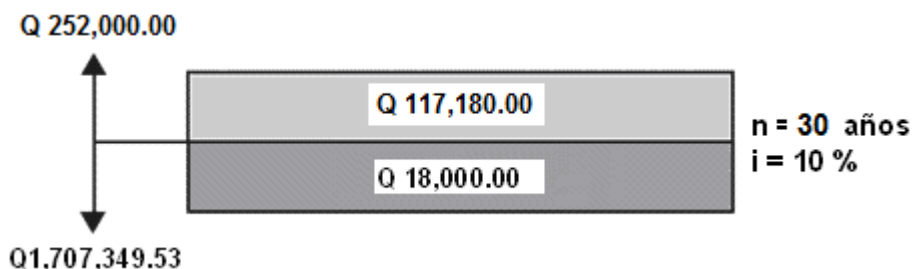 Q 252,000.00
Q 117,180.00
n = 30 años
i = 10 %
Q 18,000.00
Q1,707,349.53